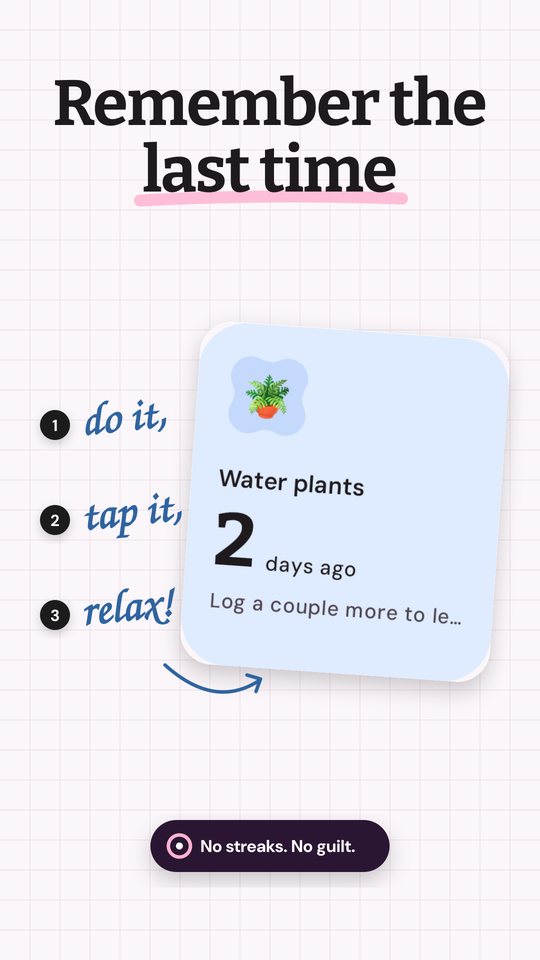 Remember the
last time
1 do it,
2 tap it,
3 relax!
Water plants
2 days ago
Log a couple more to le…
No streaks. No guilt.